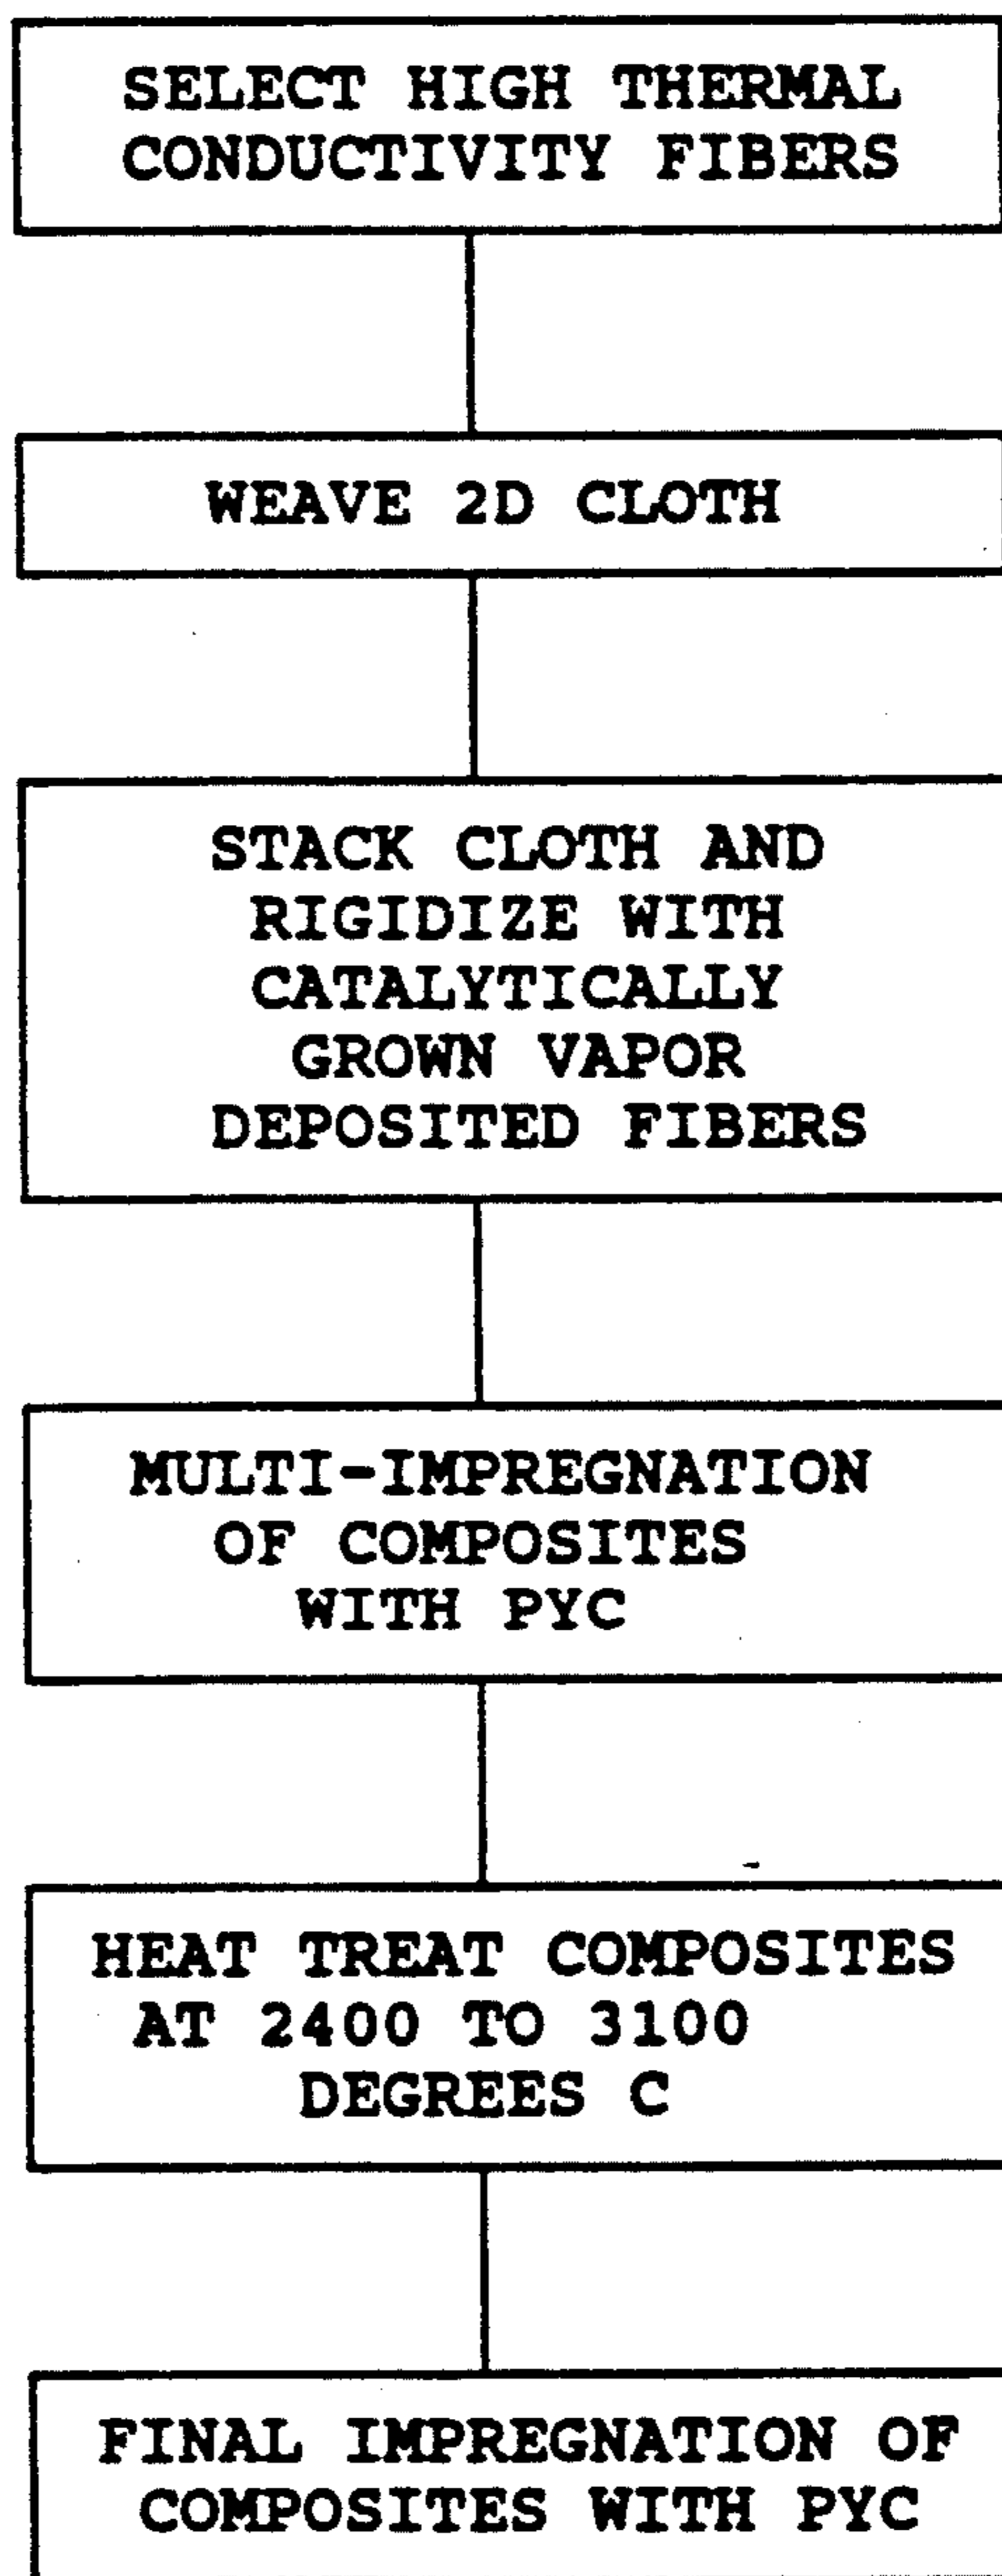 SELECT HIGH THERMAL
CONDUCTIVITY FIBERS
WEAVE 2D CLOTH
STACK CLOTH AND
RIGIDIZE WITH
CATALYTICALLY
GROWN VAPOR
DEPOSITED FIBERS
MULTI-IMPREGNATION
OF COMPOSITES
WITH PYC
HEAT TREAT COMPOSITES
AT 2400 TO 3100
DEGREES C
FINAL IMPREGNATION OF
COMPOSITES WITH PYC